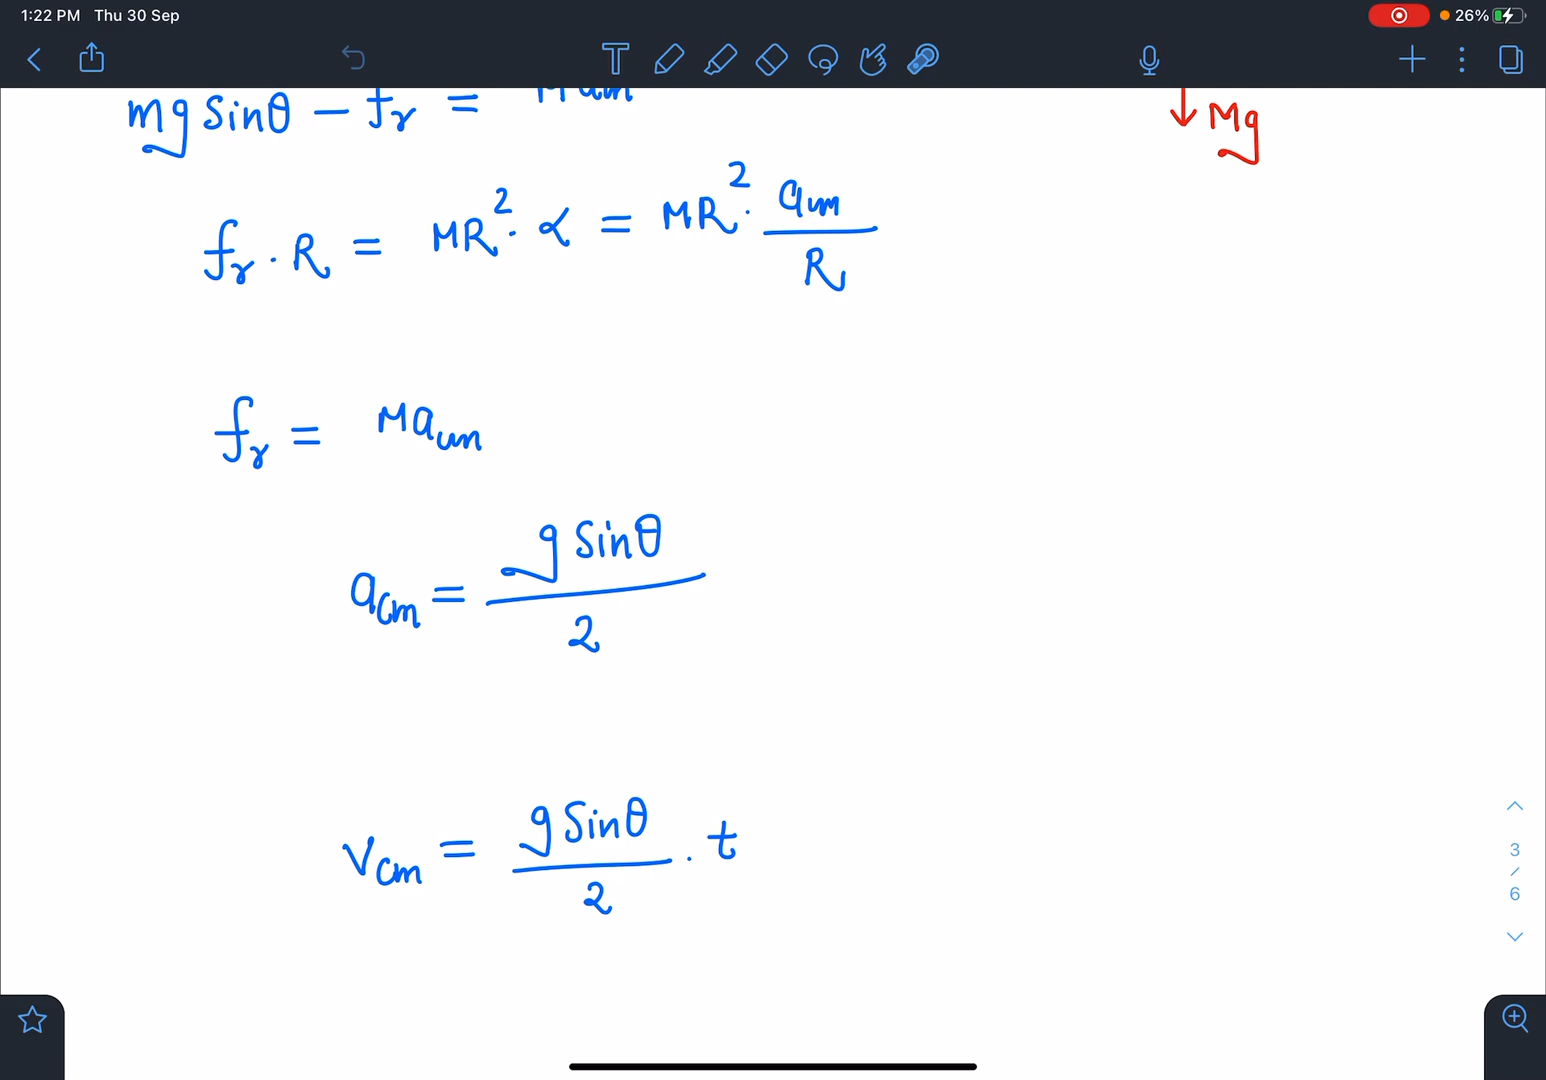 1:22 PM Thu 30 Sep 26%
mg sinθ − fr = Macm
Mg
fr · R = MR² · α = MR² · acm / R
fr = Macm
acm = g sinθ / 2
vcm = g sinθ / 2 · t
3 / 6